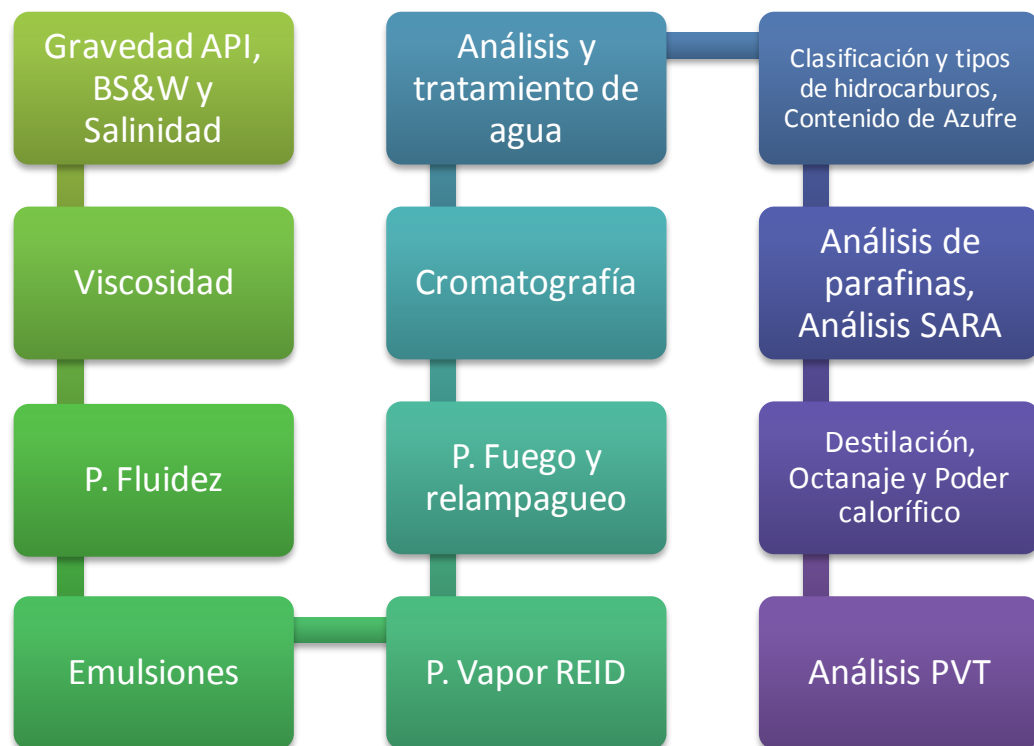 Gravedad API,
BS&W y
Salinidad
Viscosidad
P. Fluidez
Emulsiones
P. Vapor REID
P. Fuego y
relampagueo
Cromatografía
Análisis y
tratamiento de
agua
Clasificación y tipos
de hidrocarburos,
Contenido de Azufre
Análisis de
parafinas,
Análisis SARA
Destilación,
Octanaje y Poder
calorífico
Análisis PVT